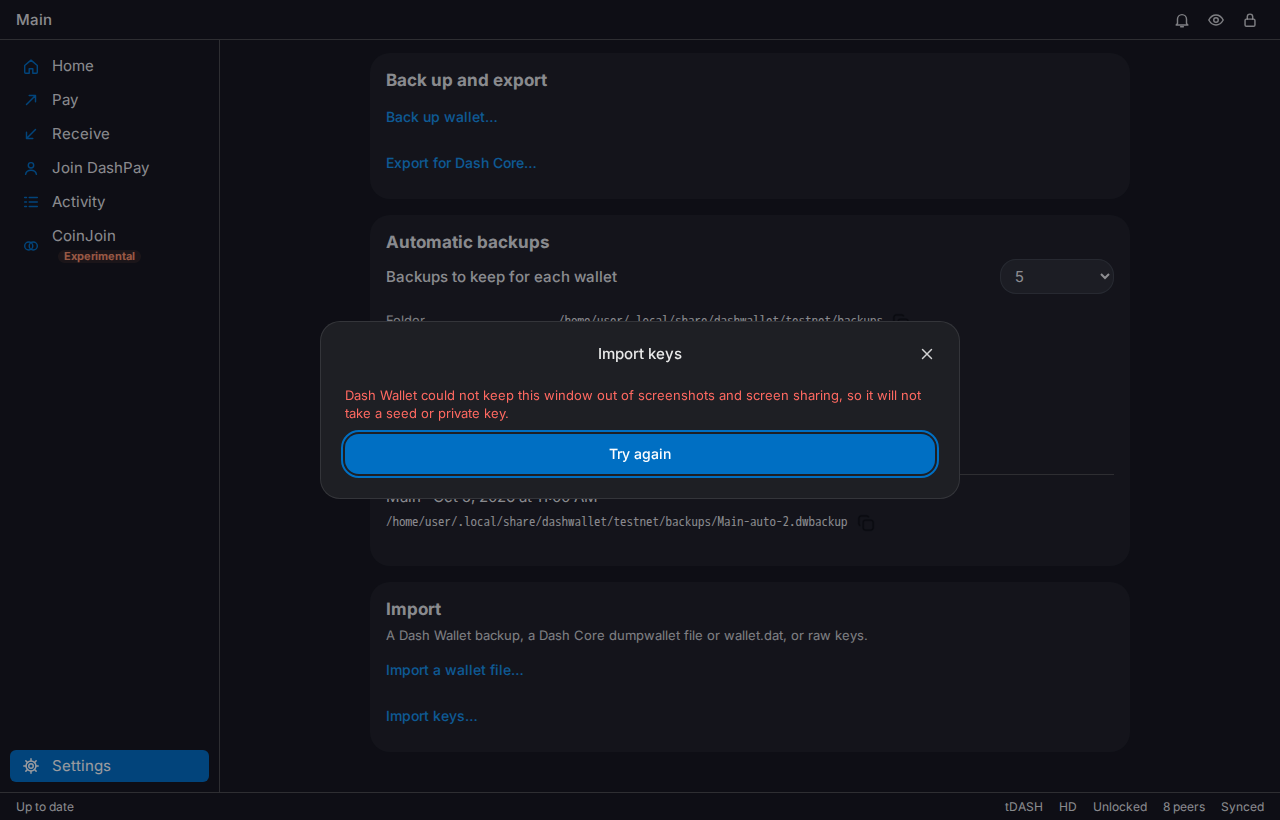 Main
Home
Pay
Receive
Join DashPay
Activity
CoinJoin
Experimental
Settings
Back up and export
Back up wallet...
Export for Dash Core...
Automatic backups
Backups to keep for each wallet
5
Folder
/home/user/.local/share/dashwallet/testnet/backups
Import keys
Dash Wallet could not keep this window out of screenshots and screen sharing, so it will not
take a seed or private key.
Try again
/home/user/.local/share/dashwallet/testnet/backups/Main-auto-2.dwbackup
Import
A Dash Wallet backup, a Dash Core dumpwallet file or wallet.dat, or raw keys.
Import a wallet file...
Import keys...
Up to date
tDASH
HD
Unlocked
8 peers
Synced